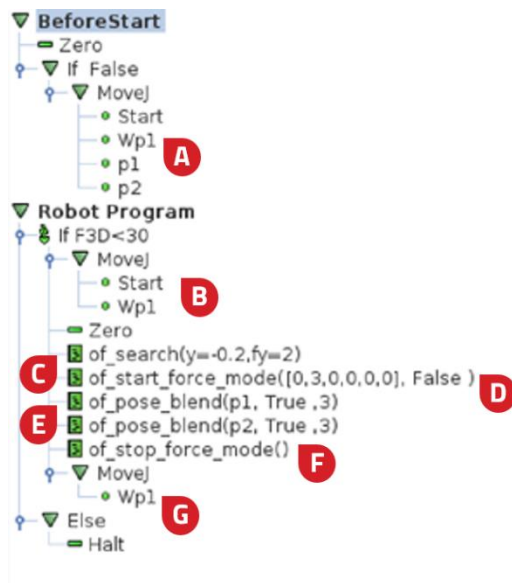 BeforeStart
Zero
If False
MoveJ
Start
Wp1
A
p1
p2
Robot Program
If F3D<30
MoveJ
Start
B
Wp1
Zero
of_search(y=-0.2,fy=2)
C
of_start_force_mode([0,3,0,0,0,0], False )
D
of_pose_blend(p1, True ,3)
E
of_pose_blend(p2, True ,3)
of_stop_force_mode()
F
MoveJ
Wp1
G
Else
Halt